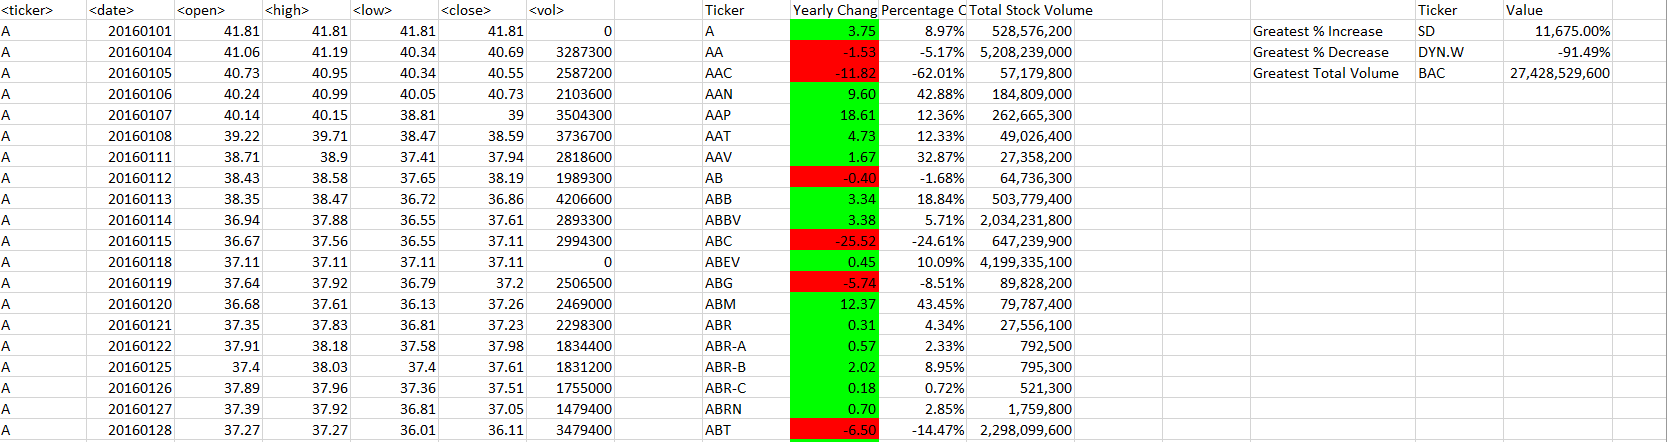 <ticker> <date> <open> <high> <low> <close> <vol> Ticker Yearly Chang Percentage C Total Stock Volume Ticker Value
A 20160101 41.81 41.81 41.81 41.81 0 A 3.75 8.97% 528,576,200 Greatest % Increase SD 11,675.00%
A 20160104 41.06 41.19 40.34 40.69 3287300 AA -1.53 -5.17% 5,208,239,000 Greatest % Decrease DYN.W -91.49%
A 20160105 40.73 40.95 40.34 40.55 2587200 AAC -11.82 -62.01% 57,179,800 Greatest Total Volume BAC 27,428,529,600
A 20160106 40.24 40.99 40.05 40.73 2103600 AAN 9.60 42.88% 184,809,000
A 20160107 40.14 40.15 38.81 39 3504300 AAP 18.61 12.36% 262,665,300
A 20160108 39.22 39.71 38.47 38.59 3736700 AAT 4.73 12.33% 49,026,400
A 20160111 38.71 38.9 37.41 37.94 2818600 AAV 1.67 32.87% 27,358,200
A 20160112 38.43 38.58 37.65 38.19 1989300 AB -0.40 -1.68% 64,736,300
A 20160113 38.35 38.47 36.72 36.86 4206600 ABB 3.34 18.84% 503,779,400
A 20160114 36.94 37.88 36.55 37.61 2893300 ABBV 3.38 5.71% 2,034,231,800
A 20160115 36.67 37.56 36.55 37.11 2994300 ABC -25.52 -24.61% 647,239,900
A 20160118 37.11 37.11 37.11 37.11 0 ABEV 0.45 10.09% 4,199,335,100
A 20160119 37.64 37.92 36.79 37.2 2506500 ABG -5.74 -8.51% 89,828,200
A 20160120 36.68 37.61 36.13 37.26 2469000 ABM 12.37 43.45% 79,787,400
A 20160121 37.35 37.83 36.81 37.23 2298300 ABR 0.31 4.34% 27,556,100
A 20160122 37.91 38.18 37.58 37.98 1834400 ABR-A 0.57 2.33% 792,500
A 20160125 37.4 38.03 37.4 37.61 1831200 ABR-B 2.02 8.95% 795,300
A 20160126 37.89 37.96 37.36 37.51 1755000 ABR-C 0.18 0.72% 521,300
A 20160127 37.39 37.92 36.81 37.05 1479400 ABRN 0.70 2.85% 1,759,800
A 20160128 37.27 37.27 36.01 36.11 3479400 ABT -6.50 -14.47% 2,298,099,600